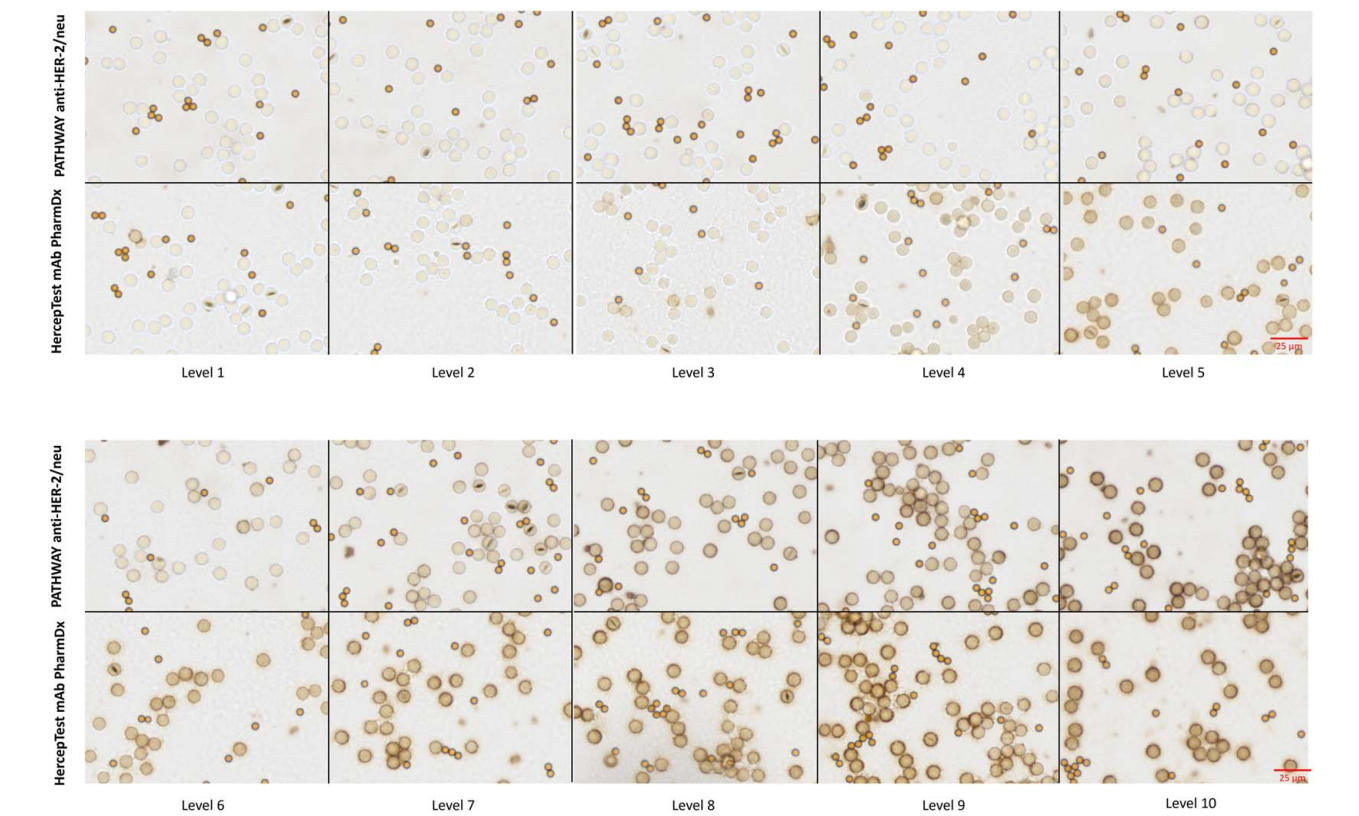 PATHWAY anti-HER-2/neu
HercepTest mAb PharmDx
25 µm
Level 1
Level 2
Level 3
Level 4
Level 5
PATHWAY anti-HER-2/neu
HercepTest mAb PharmDx
25 µm
Level 6
Level 7
Level 8
Level 9
Level 10